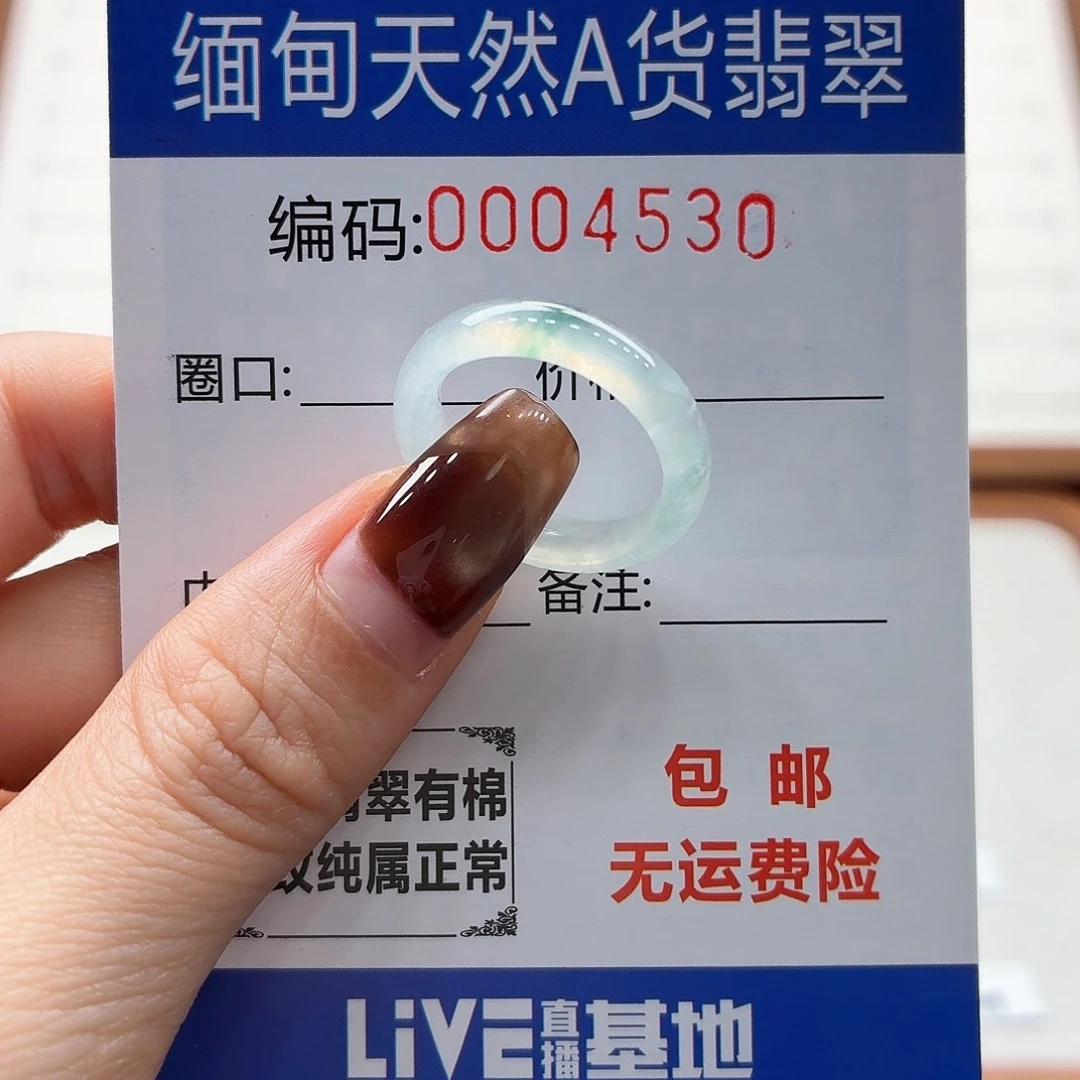 缅甸天然A货翡翠
编码:0004530
圈口:
备注:
翠有棉
纯属正常
包 邮
无运费险
LiVE直播基地